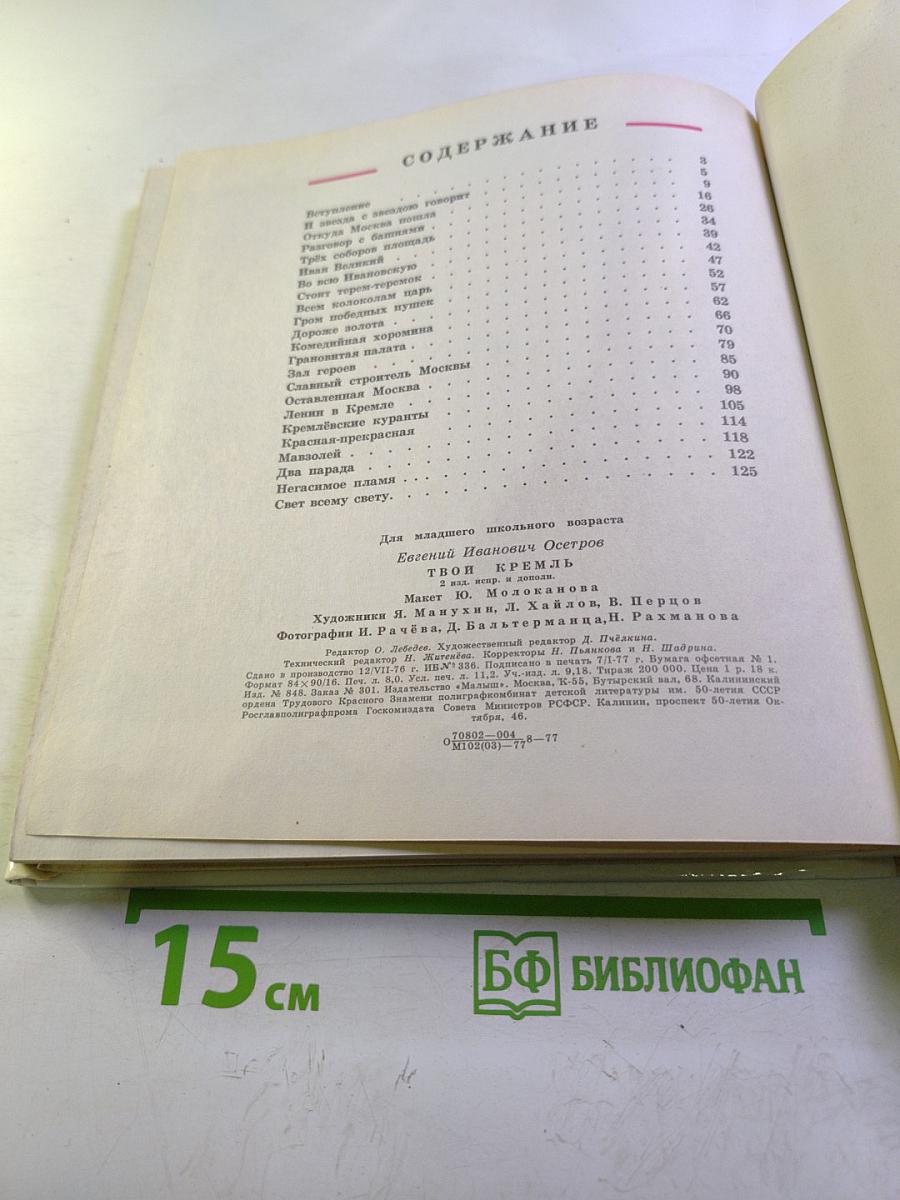 СОДЕРЖАНИЕ
Вступление . . . 3
И звезда с звездою говорит . . . 5
Откуда Москва пошла . . . 9
Разговор с башнями . . . 16
Трёх соборов площадь . . . 26
Иван Великий . . . 34
Во всю Ивановскую . . . 39
Стоит терем-теремок . . . 42
Всем колоколам царь . . . 47
Гром победных пушек . . . 52
Дороже золота . . . 57
Комедийная хоромина . . . 62
Грановитая палата . . . 66
Зал героев . . . 70
Славный строитель Москвы . . . 79
Оставленная Москва . . . 85
Ленин в Кремле . . . 90
Кремлёвские куранты . . . 98
Красная-прекрасная . . . 105
Мавзолей . . . 114
Два парада . . . 118
Негасимое пламя . . . 122
Свет всему свету. . . . 125
Для младшего школьного возраста
Евгений Иванович Осетров
ТВОЙ КРЕМЛЬ
2 изд. испр. и дополн.
Макет Ю. Молоканова
Художники Я. Манухин, Л. Хайлов, В. Перцов
Фотографии И. Рачёва, Д. Бальтерманца, Н. Рахманова
Редактор О. Лебедев. Художественный редактор Д. Пчёлкина.
Технический редактор Н. Житенёва. Корректоры Н. Пьянкова и Н. Шадрина.
Сдано в производство 12/VII-76 г. ИБ.№ 336. Подписано в печать 7/I-77 г. Бумага офсетная № 1.
Формат 84×90/16. Печ. л. 8,0. Усл. печ. л. 11,2. Уч.-изд. л. 9,18. Тираж 200 000. Цена 1 р. 18 к.
Изд. № 848. Заказ № 301. Издательство «Малыш». Москва, К-55, Бутырский вал, 68. Калининский
ордена Трудового Красного Знамени полиграфкомбинат детской литературы им. 50-летия СССР
Росглавполиграфпрома Госкомиздата Совета Министров РСФСР. Калинин, проспект 50-летия Ок-
тября, 46.
О 70802—004 8—77
М102(03)—77
15 см
БФ БИБЛИОФАН